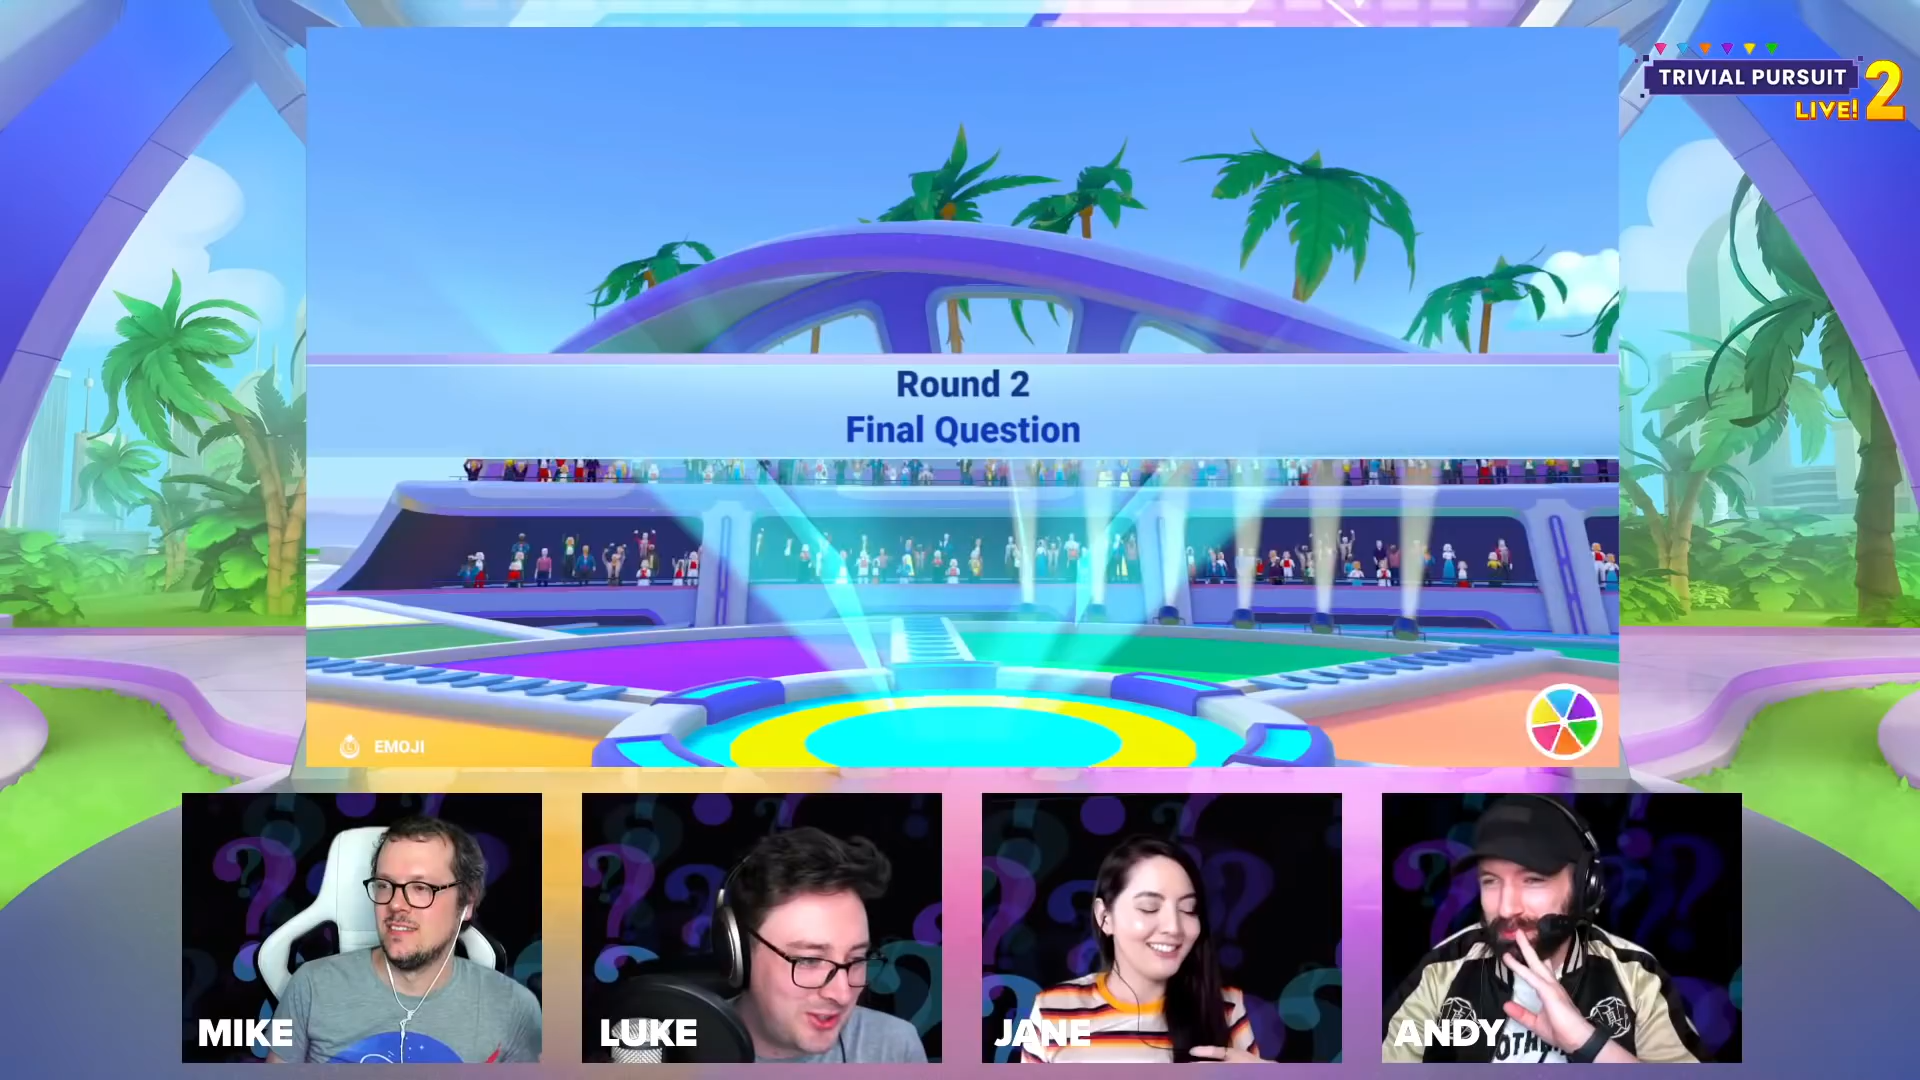 TRIVIAL PURSUIT
LIVE! 2
Round 2
Final Question
EMOJI
MIKE
LUKE
JANE
ANDY